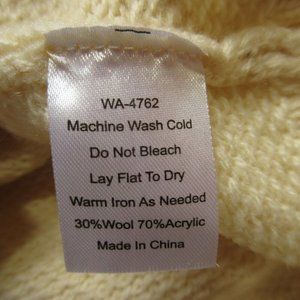 WA-4762
Machine Wash Cold
Do Not Bleach
Lay Flat To Dry
Warm Iron As Needed
30%Wool 70%Acrylic
Made In China